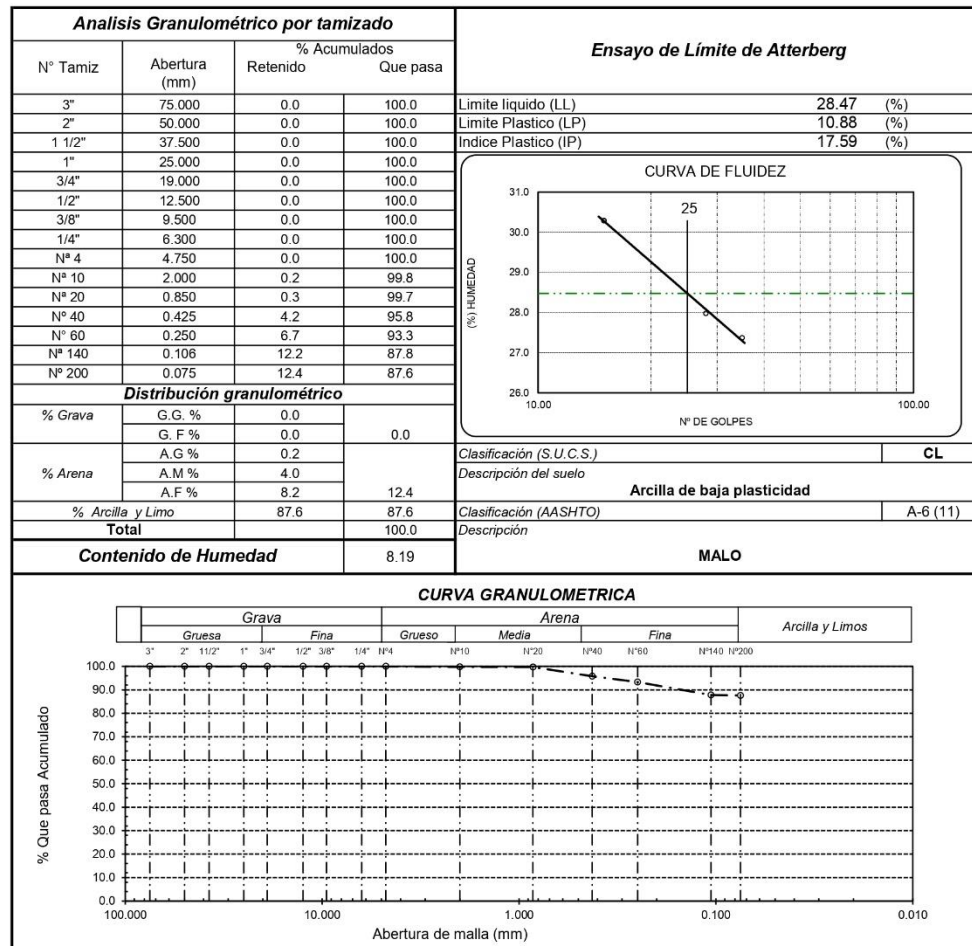 Analisis Granulométrico por tamizado
N° Tamiz Abertura (mm) % Acumulados
Retenido Que pasa
3" 75.000 0.0 100.0
2" 50.000 0.0 100.0
1 1/2" 37.500 0.0 100.0
1" 25.000 0.0 100.0
3/4" 19.000 0.0 100.0
1/2" 12.500 0.0 100.0
3/8" 9.500 0.0 100.0
1/4" 6.300 0.0 100.0
Nª 4 4.750 0.0 100.0
Nª 10 2.000 0.2 99.8
Nª 20 0.850 0.3 99.7
Nº 40 0.425 4.2 95.8
N° 60 0.250 6.7 93.3
Nª 140 0.106 12.2 87.8
Nº 200 0.075 12.4 87.6
Distribución granulométrico
% Grava G.G. % 0.0
G. F % 0.0 0.0
A.G % 0.2
% Arena A.M % 4.0
A.F % 8.2 12.4
% Arcilla y Limo 87.6 87.6
Total 100.0
Contenido de Humedad 8.19
Ensayo de Límite de Atterberg
Limite liquido (LL) 28.47 (%)
Limite Plastico (LP) 10.88 (%)
Indice Plastico (IP) 17.59 (%)
CURVA DE FLUIDEZ
25
31.0
30.0
29.0
28.0
27.0
26.0
(%) HUMEDAD
10.00 100.00
Nº DE GOLPES
Clasificación (S.U.C.S.) CL
Descripción del suelo
Arcilla de baja plasticidad
Clasificación (AASHTO) A-6 (11)
Descripción
MALO
CURVA GRANULOMETRICA
Grava Arena Arcilla y Limos
Gruesa Fina Grueso Media Fina
3" 2" 11/2" 1" 3/4" 1/2" 3/8" 1/4" Nº4 Nº10 Nº20 Nº40 Nº60 Nº140 Nº200
100.0
90.0
80.0
70.0
60.0
50.0
40.0
30.0
20.0
10.0
0.0
% Que pasa Acumulado
100.000 10.000 1.000 0.100 0.010
Abertura de malla (mm)